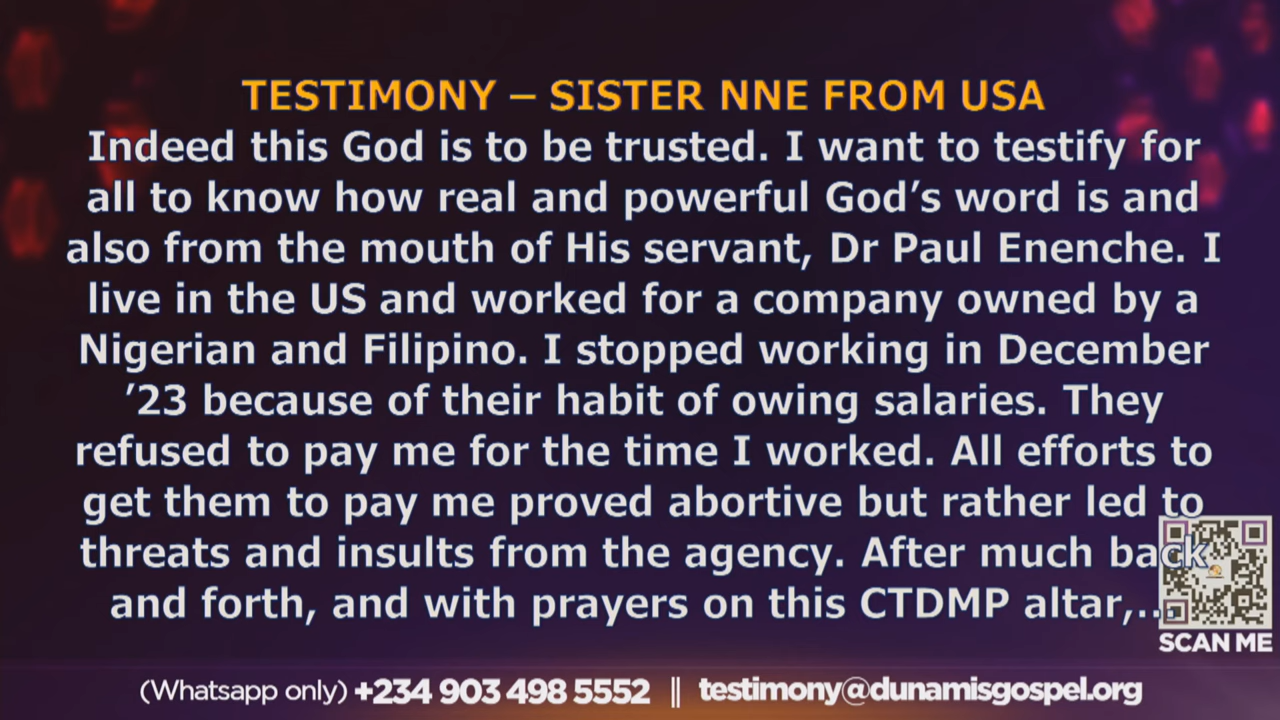 TESTIMONY – SISTER NNE FROM USA
Indeed this God is to be trusted. I want to testify for
all to know how real and powerful God’s word is and
also from the mouth of His servant, Dr Paul Enenche. I
live in the US and worked for a company owned by a
Nigerian and Filipino. I stopped working in December
’23 because of their habit of owing salaries. They
refused to pay me for the time I worked. All efforts to
get them to pay me proved abortive but rather led to
threats and insults from the agency. After much back
and forth, and with prayers on this CTDMP altar,...
SCAN ME
(Whatsapp only) +234 903 498 5552 || testimony@dunamisgospel.org